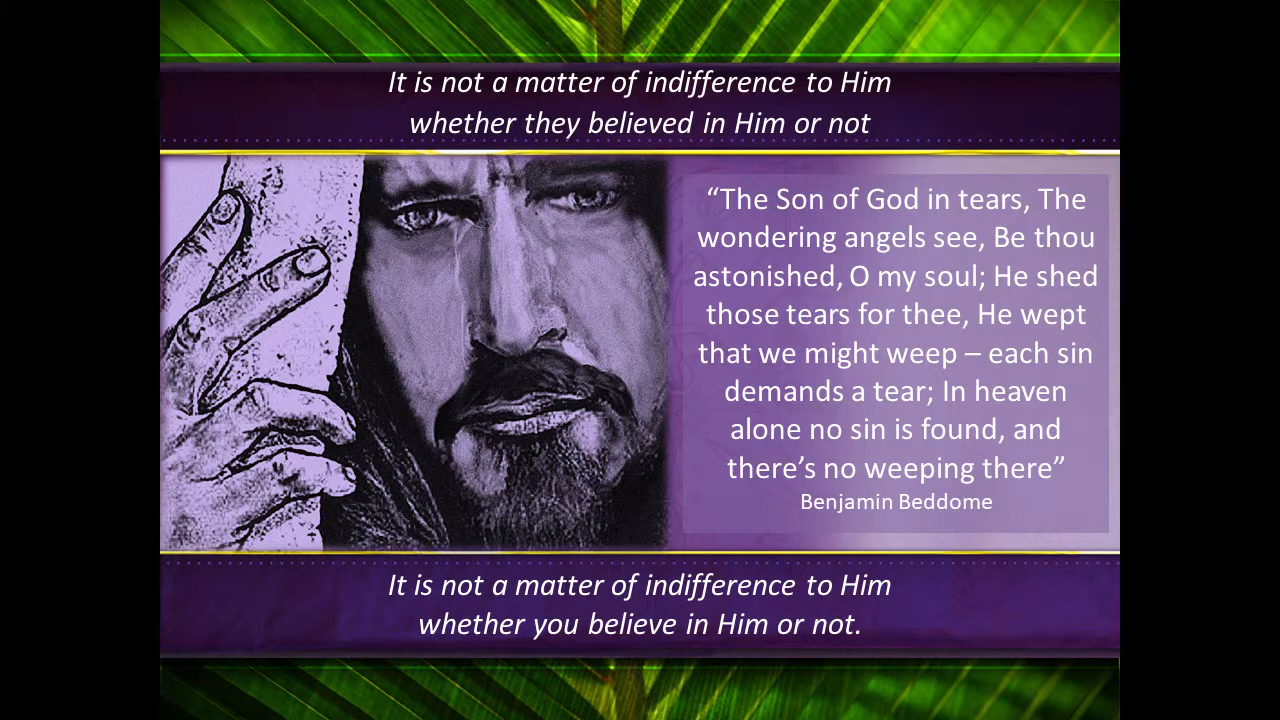 It is not a matter of indifference to Him
whether they believed in Him or not
“The Son of God in tears, The
wondering angels see, Be thou
astonished, O my soul; He shed
those tears for thee, He wept
that we might weep – each sin
demands a tear; In heaven
alone no sin is found, and
there’s no weeping there”
Benjamin Beddome
It is not a matter of indifference to Him
whether you believe in Him or not.